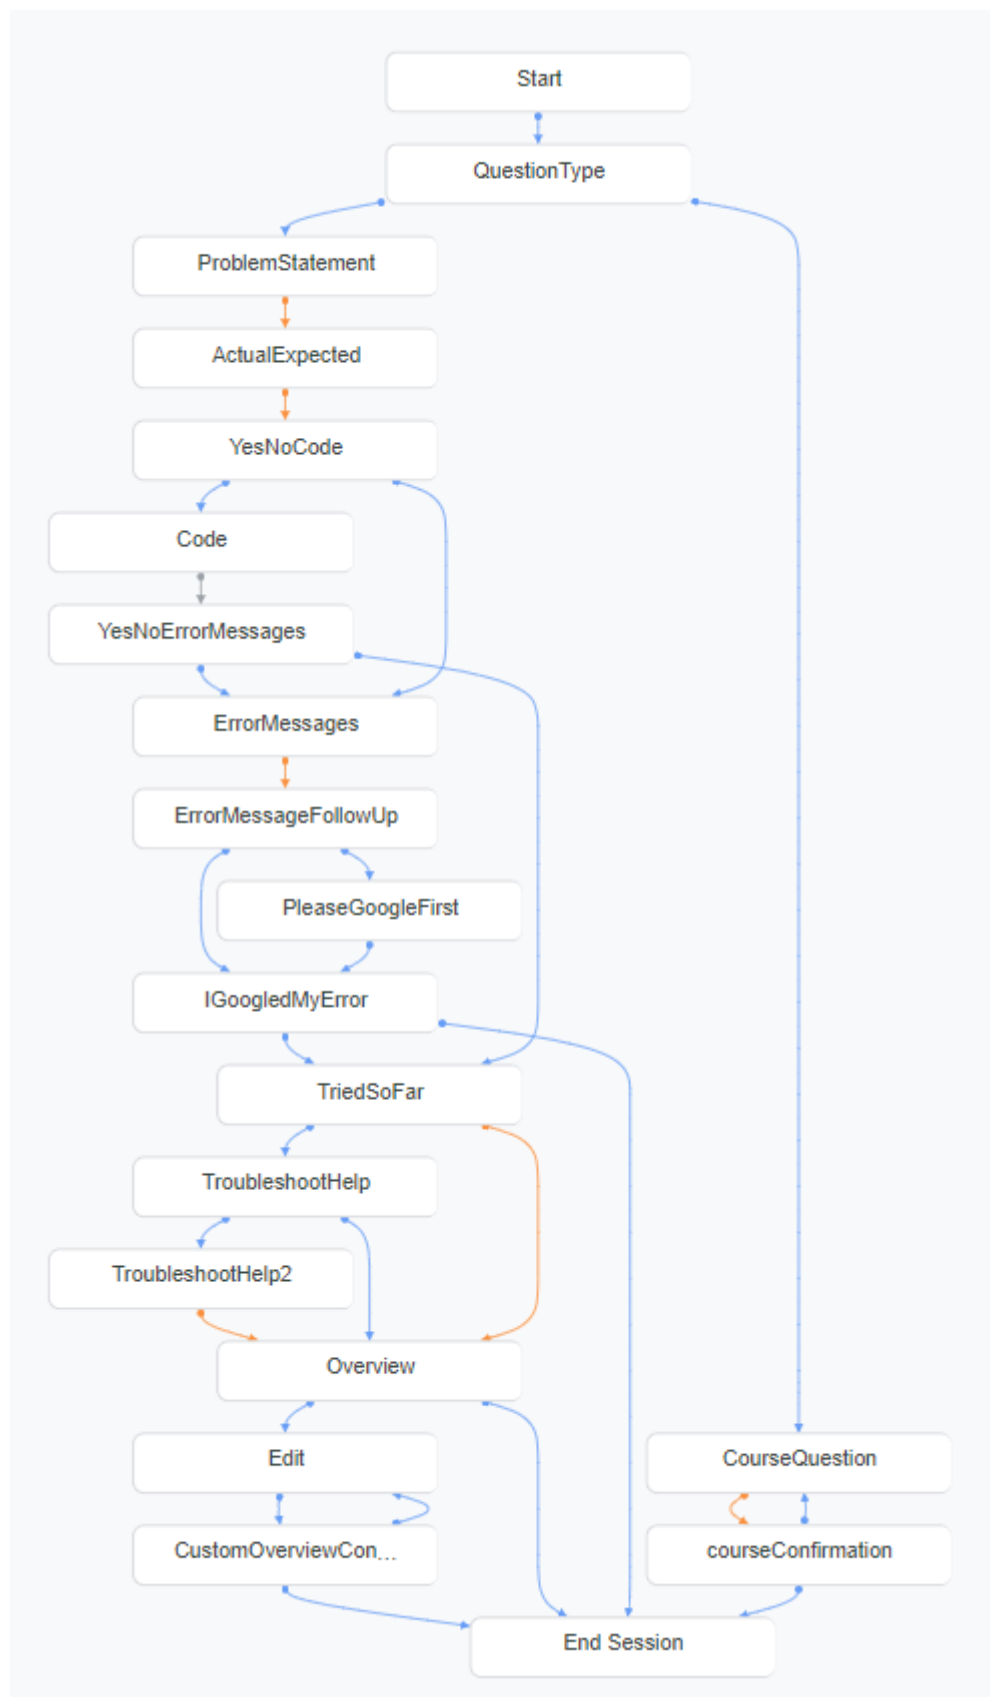 Start
QuestionType
ProblemStatement
ActualExpected
YesNoCode
Code
YesNoErrorMessages
ErrorMessages
ErrorMessageFollowUp
PleaseGoogleFirst
IGoogledMyError
TriedSoFar
TroubleshootHelp
TroubleshootHelp2
Overview
Edit
CourseQuestion
CustomOverviewCon...
courseConfirmation
End Session